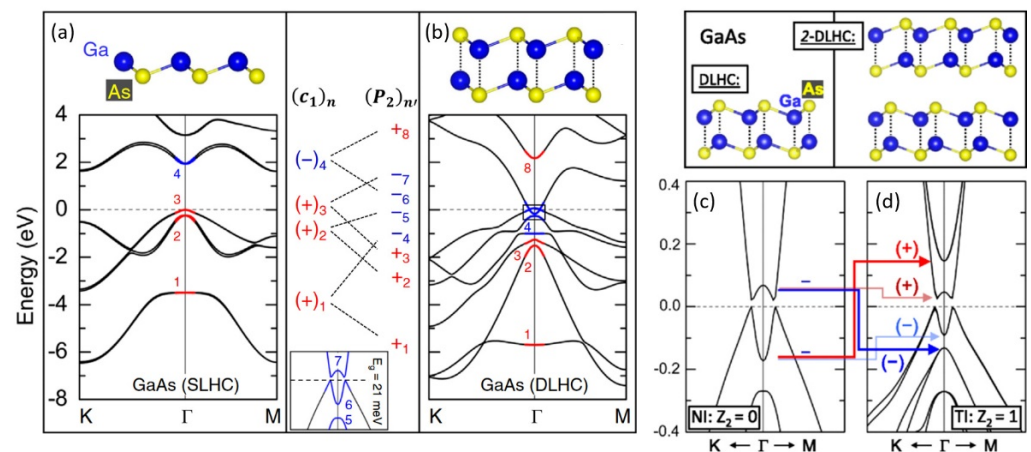 (a)
Ga
As
(c₁)ₙ
(P₂)ₙ′
(b)
GaAs
2-DLHC:
DLHC:
As
Ga
Energy (eV)
4
2
0
-2
-4
-6
-8
4
3
2
1
GaAs (SLHC)
K
Γ
M
(−)₄
(+)₃
(+)₂
(+)₁
+₈
−₇
−₆
−₅
−₄
+₃
+₂
+₁
7
6
5
E_g = 21 meV
8
4
3
2
1
GaAs (DLHC)
K
Γ
M
(c)
(d)
0.4
0.2
0.0
-0.2
-0.4
−
−
(+)
(+)
(−)
(−)
NI: Z₂ = 0
TI: Z₂ = 1
K ← Γ → M
K ← Γ → M